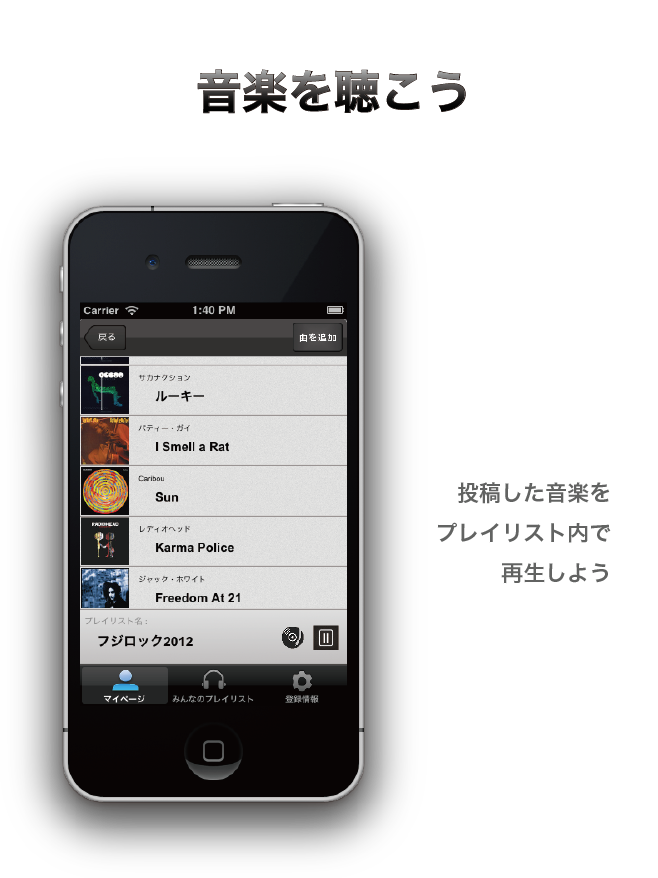 音楽を聴こう
Carrier 1:40 PM
戻る 曲を追加
サカナクション
ルーキー
バディー・ガイ
I Smell a Rat
Caribou
Sun
RADIOHEAD
レディオヘッド
Karma Police
ジャック・ホワイト
Freedom At 21
プレイリスト名：
フジロック2012
マイページ みんなのプレイリスト 登録情報
投稿した音楽を
プレイリスト内で
再生しよう